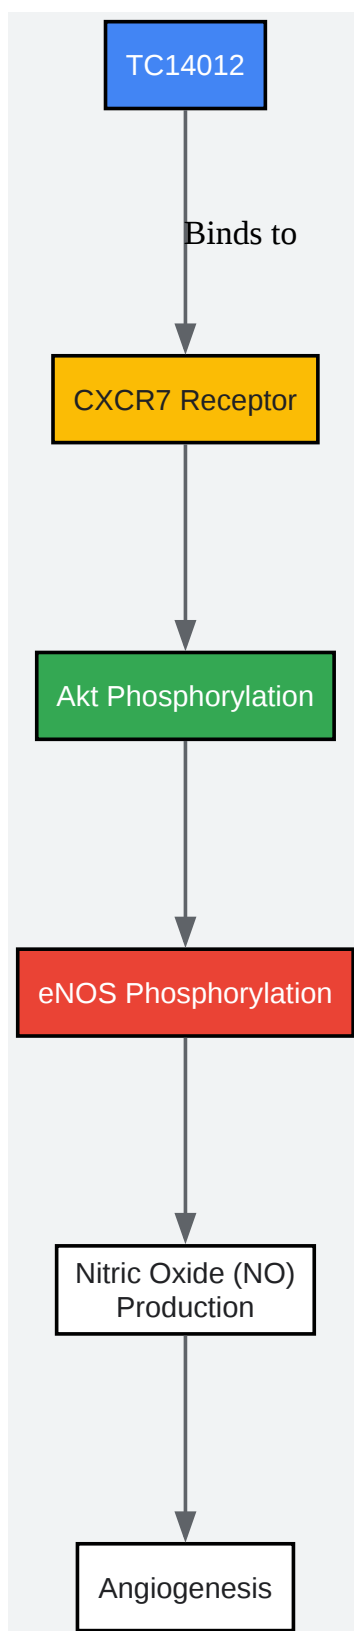 TC14012
Binds to
CXCR7 Receptor
Akt Phosphorylation
eNOS Phosphorylation
Nitric Oxide (NO)
Production
Angiogenesis